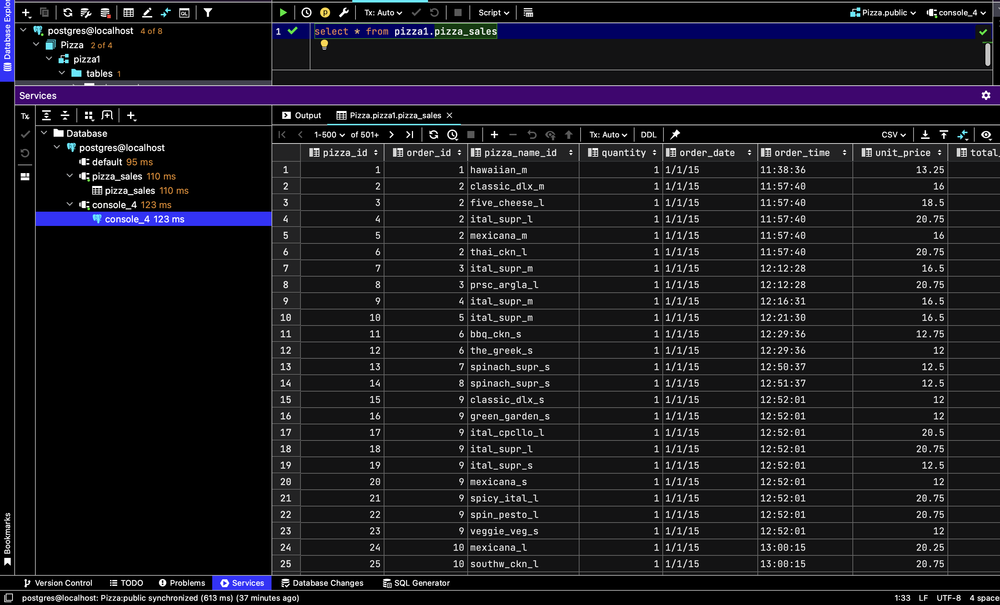 Tx: Auto
Script
Pizza.public
console_4
Database Explor
postgres@localhost 4 of 8
Pizza 2 of 4
pizza1
tables 1
1
select * from pizza1.pizza_sales
Services
Tx
Database
postgres@localhost
default 95 ms
pizza_sales 110 ms
pizza_sales 110 ms
console_4 123 ms
console_4 123 ms
Output Pizza.pizza1.pizza_sales
1-500 of 501+ Tx: Auto DDL CSV
pizza_id order_id pizza_name_id quantity order_date order_time unit_price total_
1 1 1 hawaiian_m 1 1/1/15 11:38:36 13.25
2 2 2 classic_dlx_m 1 1/1/15 11:57:40 16
3 3 2 five_cheese_l 1 1/1/15 11:57:40 18.5
4 4 2 ital_supr_l 1 1/1/15 11:57:40 20.75
5 5 2 mexicana_m 1 1/1/15 11:57:40 16
6 6 2 thai_ckn_l 1 1/1/15 11:57:40 20.75
7 7 3 ital_supr_m 1 1/1/15 12:12:28 16.5
8 8 3 prsc_argla_l 1 1/1/15 12:12:28 20.75
9 9 4 ital_supr_m 1 1/1/15 12:16:31 16.5
10 10 5 ital_supr_m 1 1/1/15 12:21:30 16.5
11 11 6 bbq_ckn_s 1 1/1/15 12:29:36 12.75
12 12 6 the_greek_s 1 1/1/15 12:29:36 12
13 13 7 spinach_supr_s 1 1/1/15 12:50:37 12.5
14 14 8 spinach_supr_s 1 1/1/15 12:51:37 12.5
15 15 9 classic_dlx_s 1 1/1/15 12:52:01 12
16 16 9 green_garden_s 1 1/1/15 12:52:01 12
17 17 9 ital_cpcllo_l 1 1/1/15 12:52:01 20.5
18 18 9 ital_supr_l 1 1/1/15 12:52:01 20.75
19 19 9 ital_supr_s 1 1/1/15 12:52:01 12.5
20 20 9 mexicana_s 1 1/1/15 12:52:01 12
21 21 9 spicy_ital_l 1 1/1/15 12:52:01 20.75
22 22 9 spin_pesto_l 1 1/1/15 12:52:01 20.75
23 23 9 veggie_veg_s 1 1/1/15 12:52:01 12
24 24 10 mexicana_l 1 1/1/15 13:00:15 20.25
25 25 10 southw_ckn_l 1 1/1/15 13:00:15 20.75
Bookmarks
Version Control TODO Problems Services Database Changes SQL Generator
postgres@localhost: Pizza:public synchronized (613 ms) (37 minutes ago) 1:33 LF UTF-8 4 space